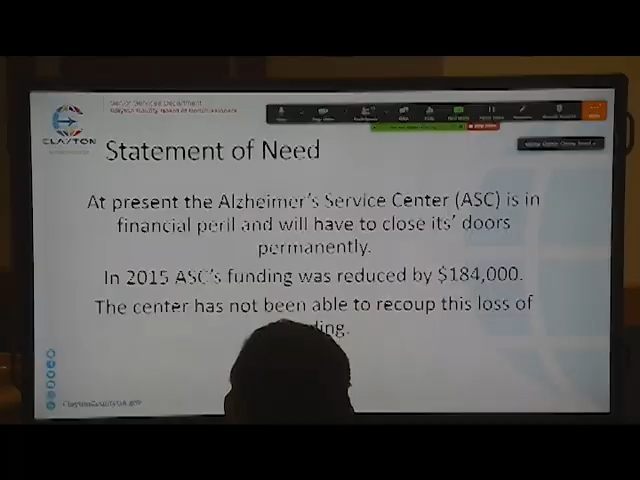 Senior Services Department
CLAYTON
Statement of Need
At present the Alzheimer's Service Center (ASC) is in
financial peril and will have to close its' doors
permanently.
In 2015 ASC's funding was reduced by $184,000.
The center has not been able to recoup this loss of
ding.